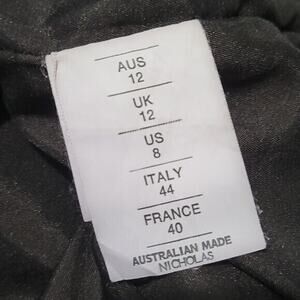 AUS
12
UK
12
US
8
ITALY
44
FRANCE
40
AUSTRALIAN MADE
NICHOLAS